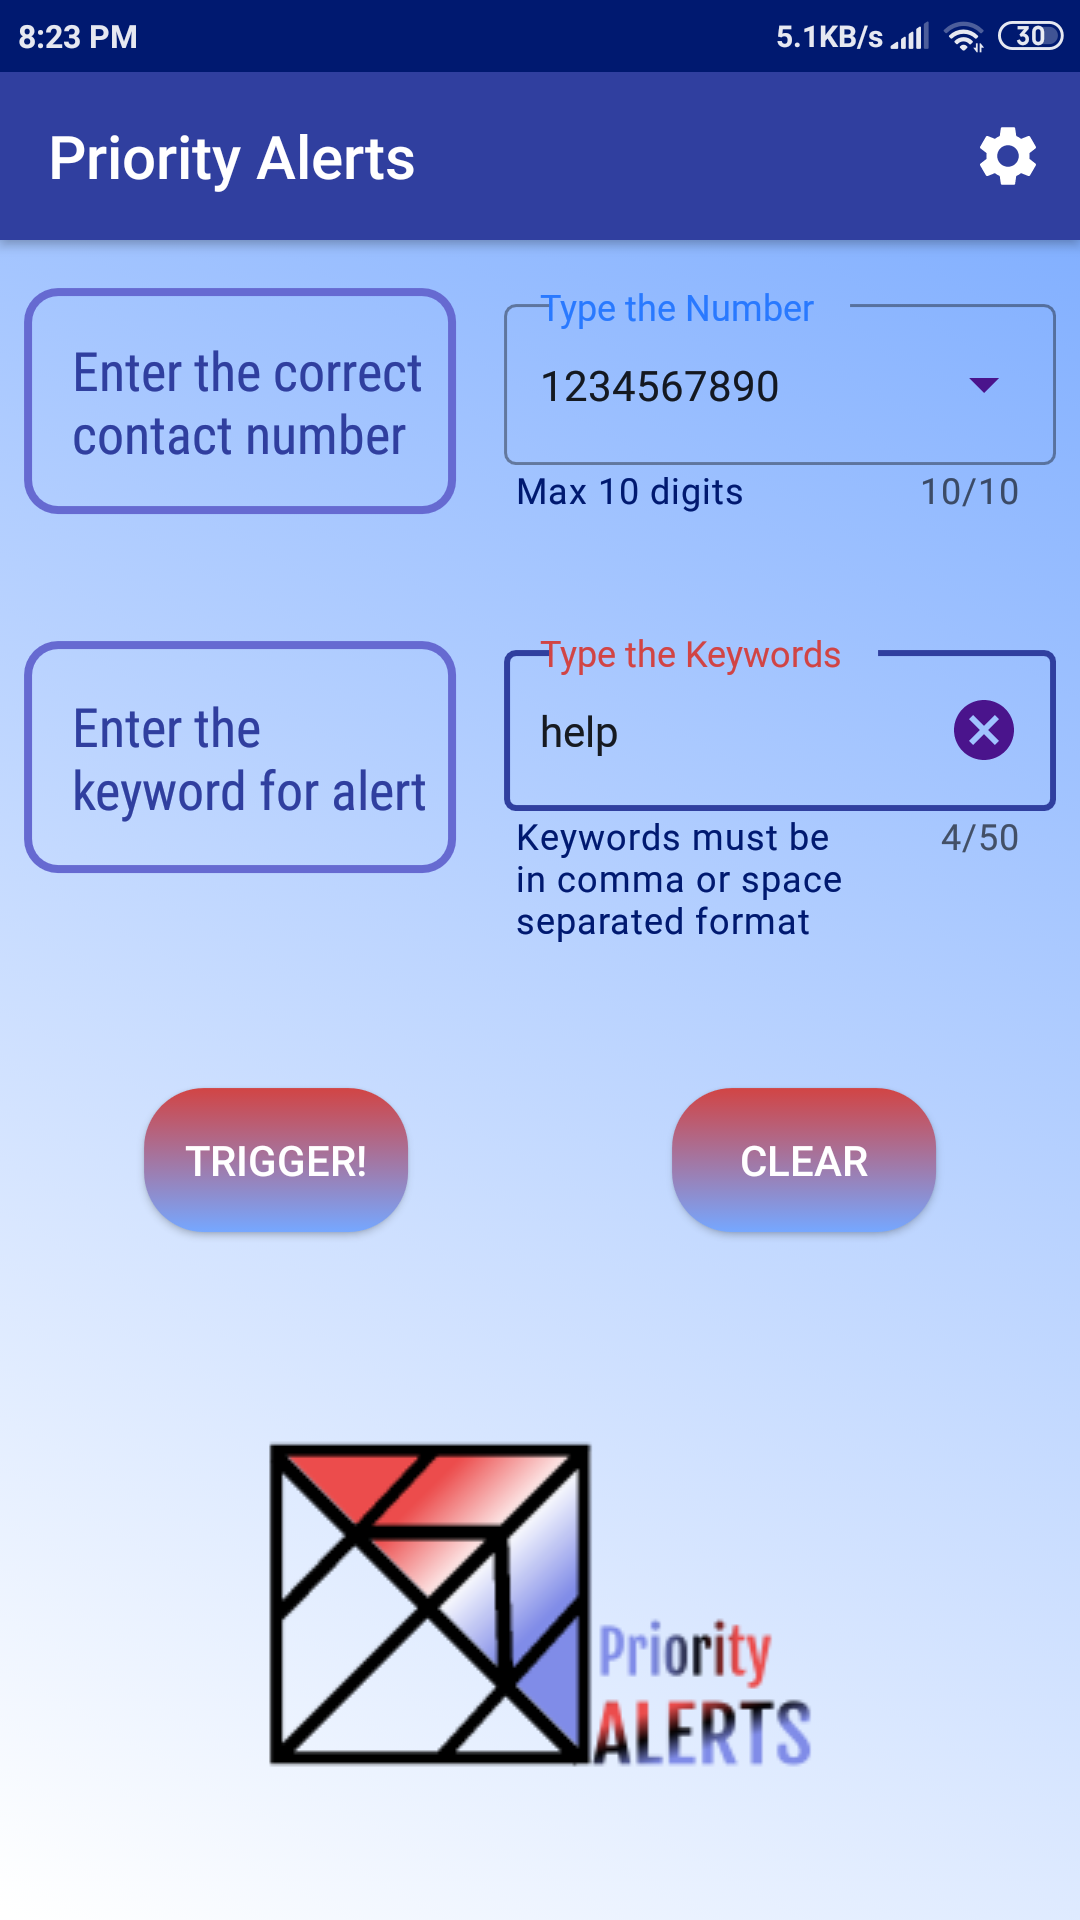 8:23 PM 5.1KB/s 30
Priority Alerts
Enter the correct
contact number
Type the Number
1234567890
Max 10 digits 10/10
Enter the
keyword for alert
Type the Keywords
help
Keywords must be 4/50
in comma or space
separated format
TRIGGER! CLEAR
Priority
ALERTS